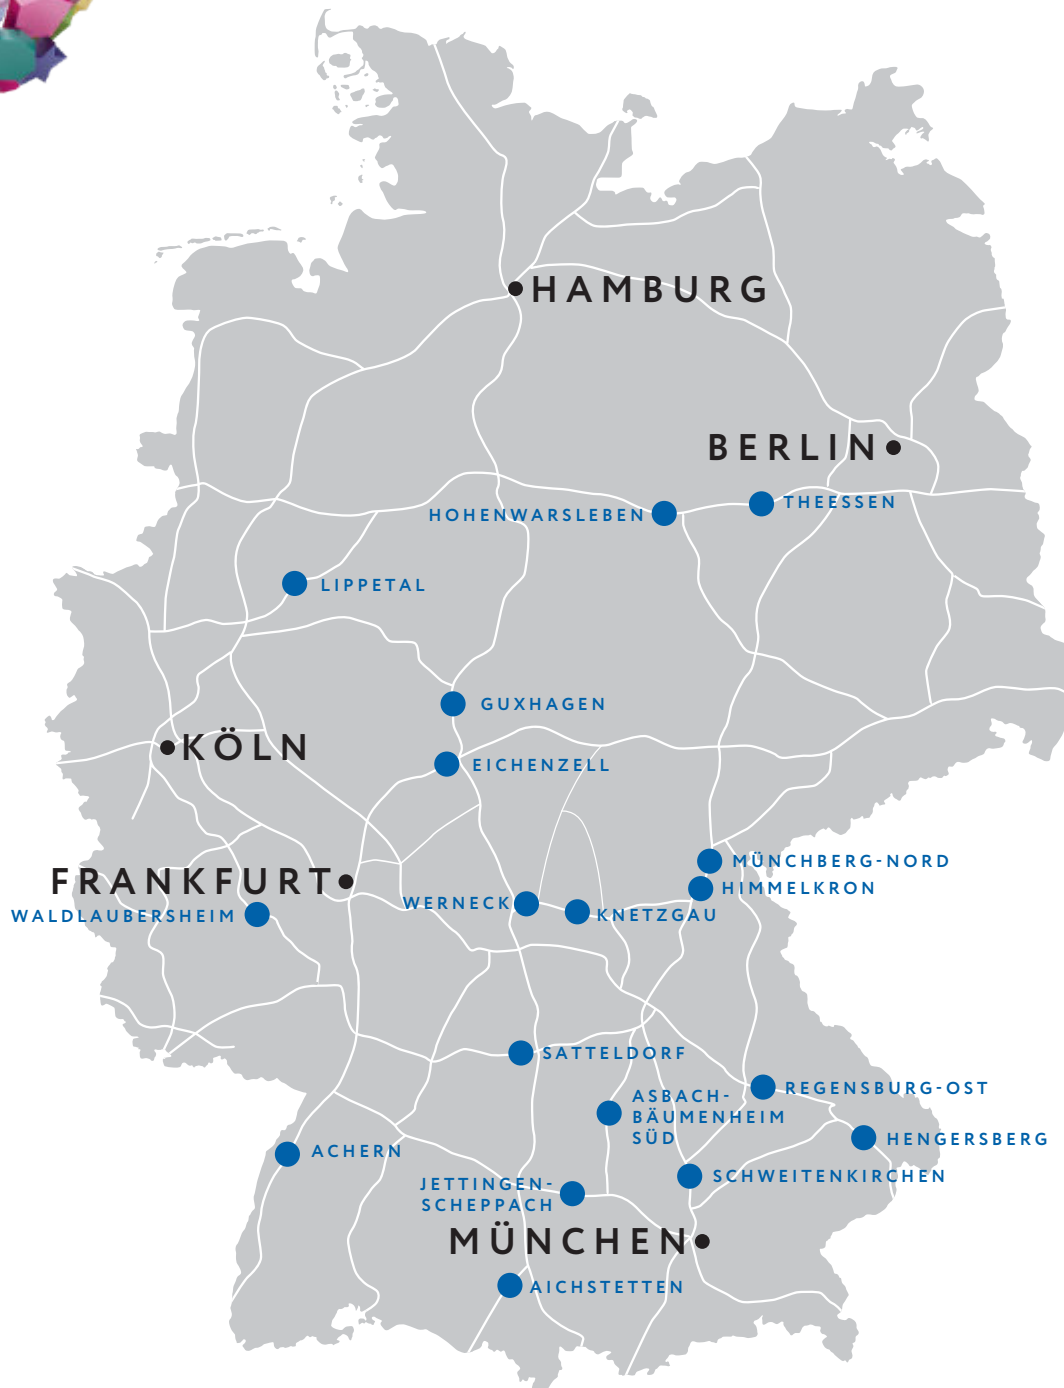 HAMBURG
BERLIN
HOHENWARSLEBEN
THEESSEN
LIPPETAL
GUXHAGEN
KÖLN
EICHENZELL
MÜNCHBERG-NORD
FRANKFURT
HIMMELKRON
WERNECK
WALDLAUBERSHEIM
KNETZGAU
SATTELDORF
REGENSBURG-OST
ASBACH-
BÄUMENHEIM
SÜD
HENGERSBERG
ACHERN
SCHWEITENKIRCHEN
JETTINGEN-
SCHEPPACH
MÜNCHEN
AICHSTETTEN